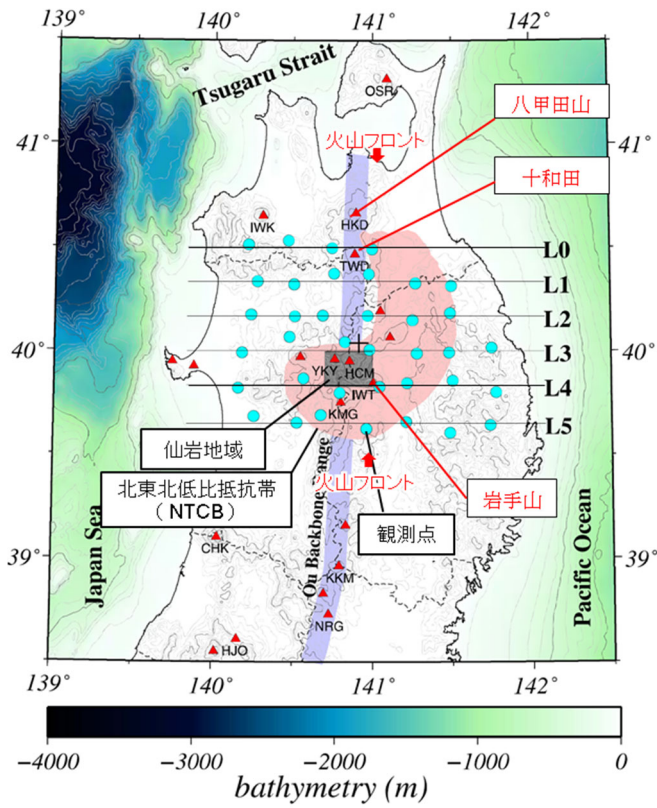 139°
140°
141°
142°
Tsugaru Strait
OSR
八甲田山
41°
41°
火山フロント
十和田
IWK
HKD
TWD
L0
L1
L2
40°
L3
40°
YKY
HCM
L4
IWT
KMG
L5
仙岩地域
北東北低比抵抗帯
(NTCB)
火山フロント
観測点
岩手山
Ou Backbone Range
Japan Sea
Pacific Ocean
39°
CHK
39°
KKM
NRG
HJO
139°
140°
141°
142°
−4000
−3000
−2000
−1000
0
bathymetry (m)